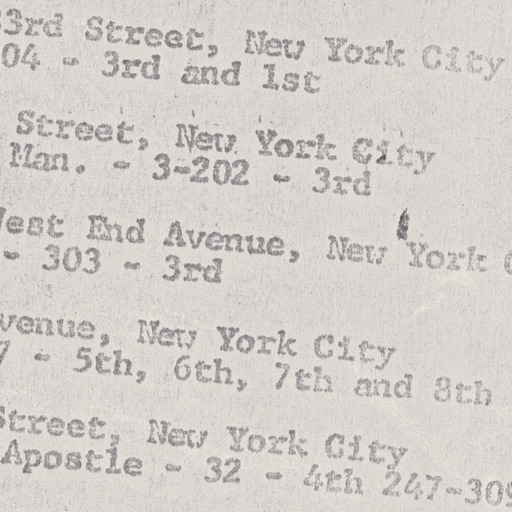 33rd Street, New York City
04 - 3rd and 1st
Street, New York City
Man. - 3-202 - 3rd
West End Avenue, New York C
- 303 - 3rd
venue, New York City
7 - 5th, 6th, 7th and 8th
Street, New York City
Apostle - 32 - 4th 247-309